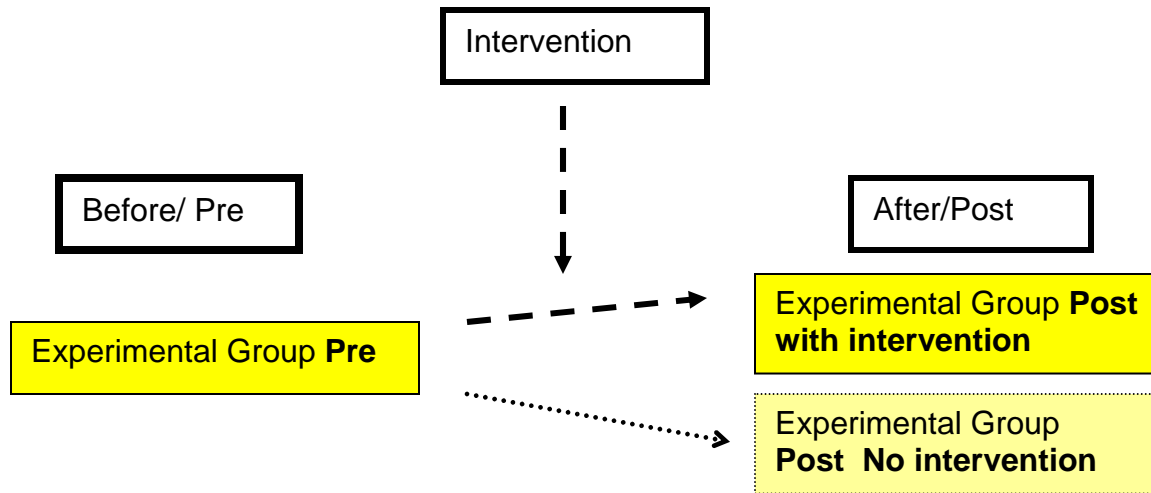 Intervention
Before/ Pre
After/Post
Experimental Group Pre
Experimental Group Post
with intervention
Experimental Group
Post  No intervention